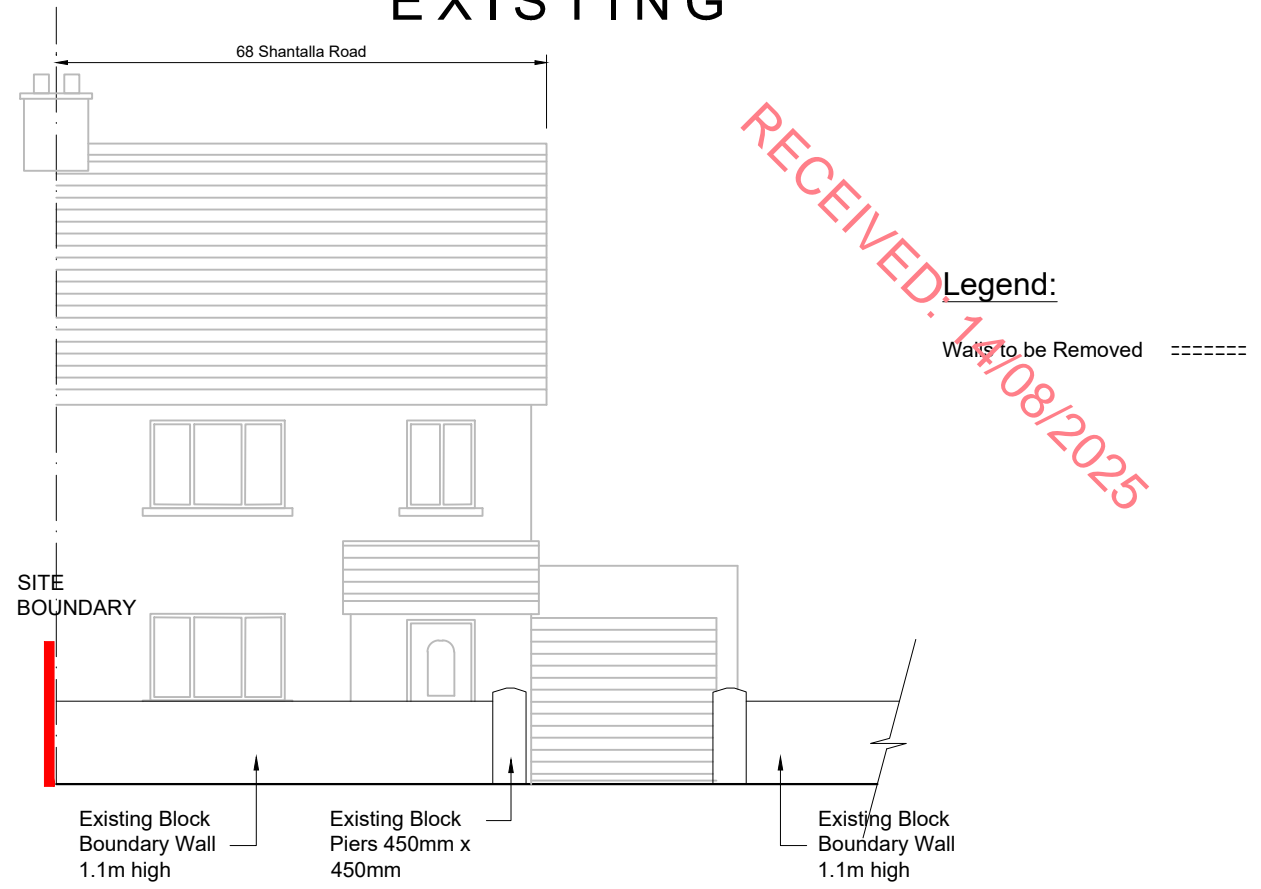 EXISTING
68 Shantalla Road
RECEIVED: 14/08/2025
Legend:
Walls to be Removed
SITE
BOUNDARY
Existing Block
Boundary Wall
1.1m high
Existing Block
Piers 450mm x
450mm
Existing Block
Boundary Wall
1.1m high